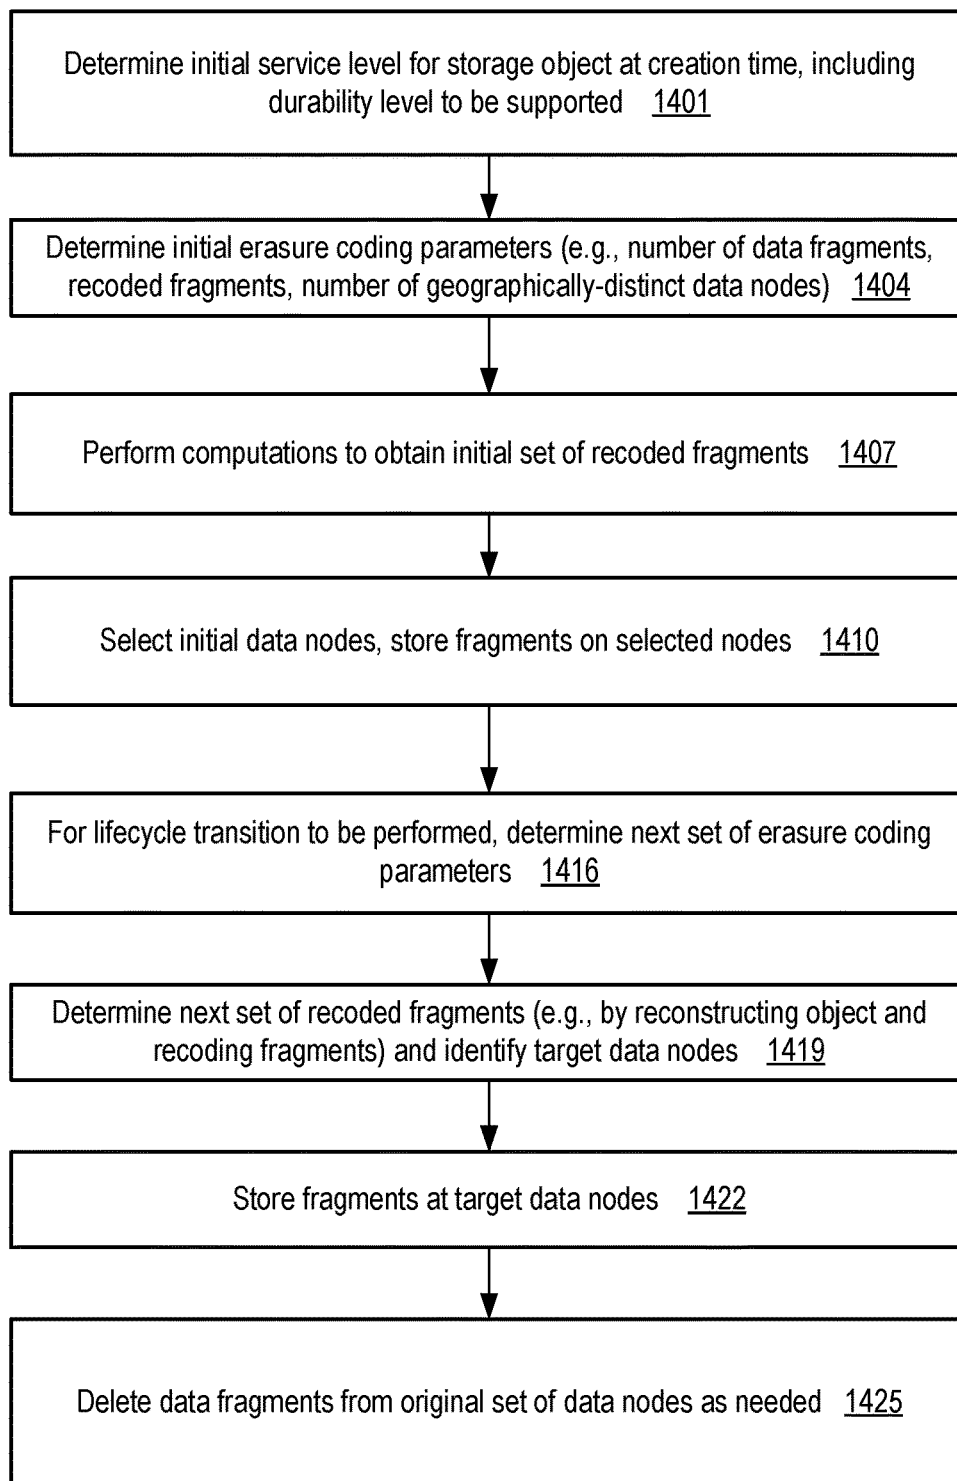 Determine initial service level for storage object at creation time, including
durability level to be supported 1401
Determine initial erasure coding parameters (e.g., number of data fragments,
recoded fragments, number of geographically-distinct data nodes) 1404
Perform computations to obtain initial set of recoded fragments 1407
Select initial data nodes, store fragments on selected nodes 1410
For lifecycle transition to be performed, determine next set of erasure coding
parameters 1416
Determine next set of recoded fragments (e.g., by reconstructing object and
recoding fragments) and identify target data nodes 1419
Store fragments at target data nodes 1422
Delete data fragments from original set of data nodes as needed 1425